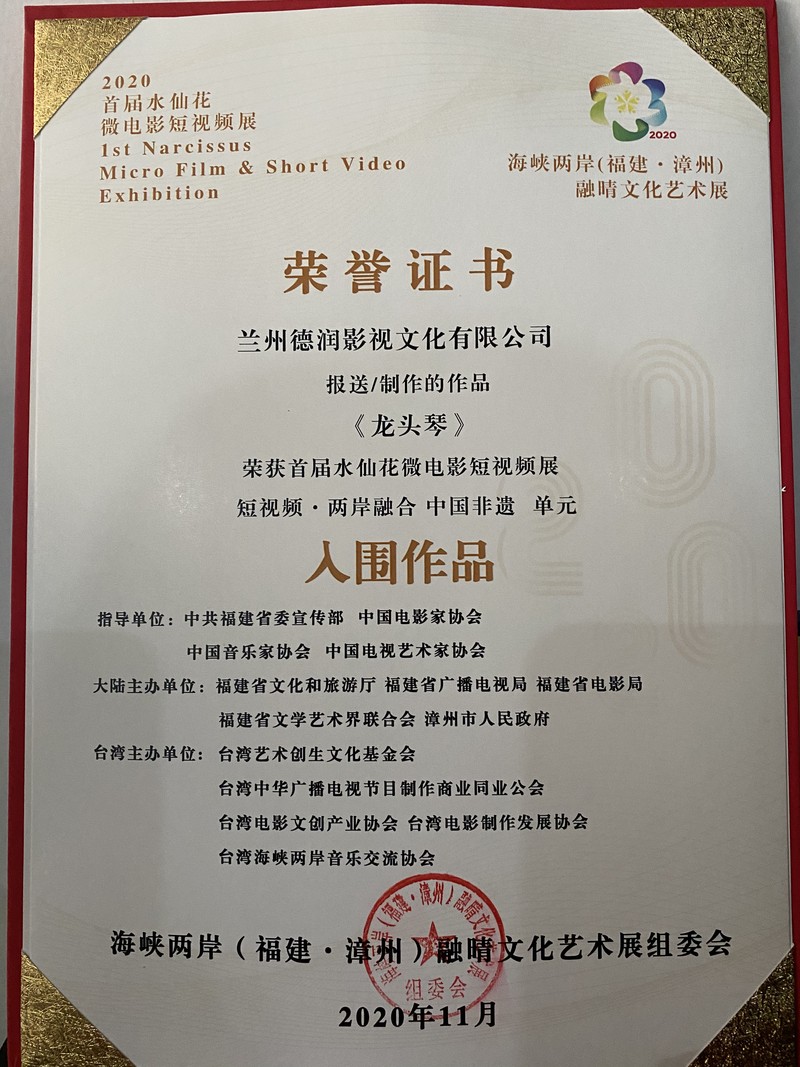 2020
首届水仙花
微电影短视频展
1st Narcissus
Micro Film & Short Video
Exhibition
2020
海峡两岸(福建·漳州)
融晴文化艺术展
荣誉证书
兰州德润影视文化有限公司
报送/制作的作品
《龙头琴》
荣获首届水仙花微电影短视频展
短视频·两岸融合 中国非遗 单元
入围作品
指导单位：中共福建省委宣传部 中国电影家协会
中国音乐家协会 中国电视艺术家协会
大陆主办单位：福建省文化和旅游厅 福建省广播电视局 福建省电影局
福建省文学艺术界联合会 漳州市人民政府
台湾主办单位：台湾艺术创生文化基金会
台湾中华广播电视节目制作商业同业公会
台湾电影文创产业协会 台湾电影制作发展协会
台湾海峡两岸音乐交流协会
海峡两岸（福建·漳州）融晴文化艺术展组委会
组委会
2020年11月